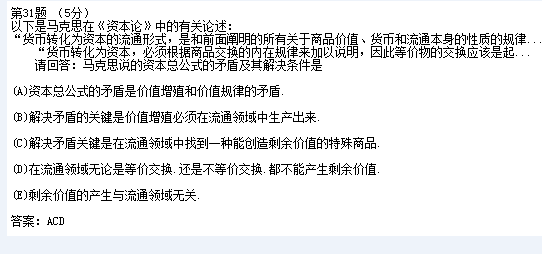 第31题 (5分)
以下是马克思在《资本论》中的有关论述:
“货币转化为资本的流通形式，是和前面阐明的所有关于商品价值、货币和流通本身的性质的规律...
“货币转化为资本，必须根据商品交换的内在规律来加以说明，因此等价物的交换应该是起...
请回答: 马克思说的资本总公式的矛盾及其解决条件是
(A)资本总公式的矛盾是价值增殖和价值规律的矛盾.
(B)解决矛盾的关键是价值增殖必须在流通领域中生产出来.
(C)解决矛盾关键是在流通领域中找到一种能创造剩余价值的特殊商品.
(D)在流通领域无论是等价交换.还是不等价交换.都不能产生剩余价值.
(E)剩余价值的产生与流通领域无关.
答案: ACD